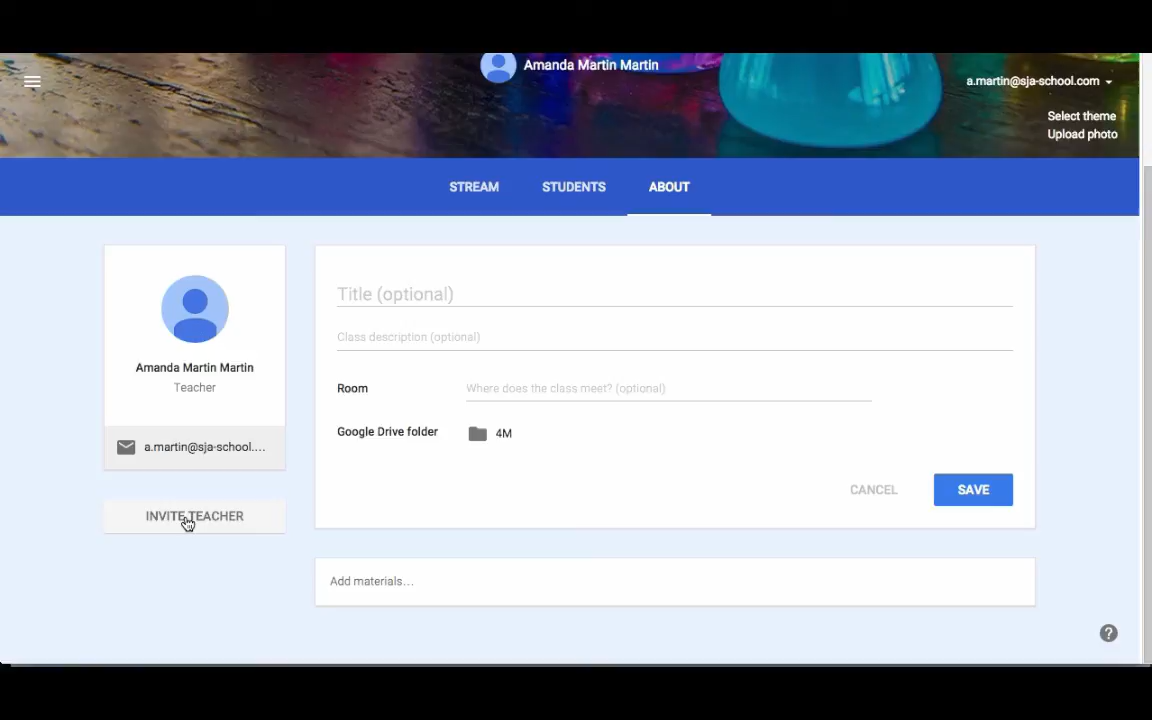 Amanda Martin Martin
a.martin@sja-school.com
Select theme
Upload photo
STREAM STUDENTS ABOUT
Amanda Martin Martin
Teacher
a.martin@sja-school....
INVITE TEACHER
Title (optional)
Class description (optional)
Room Where does the class meet? (optional)
Google Drive folder 4M
CANCEL SAVE
Add materials...
?